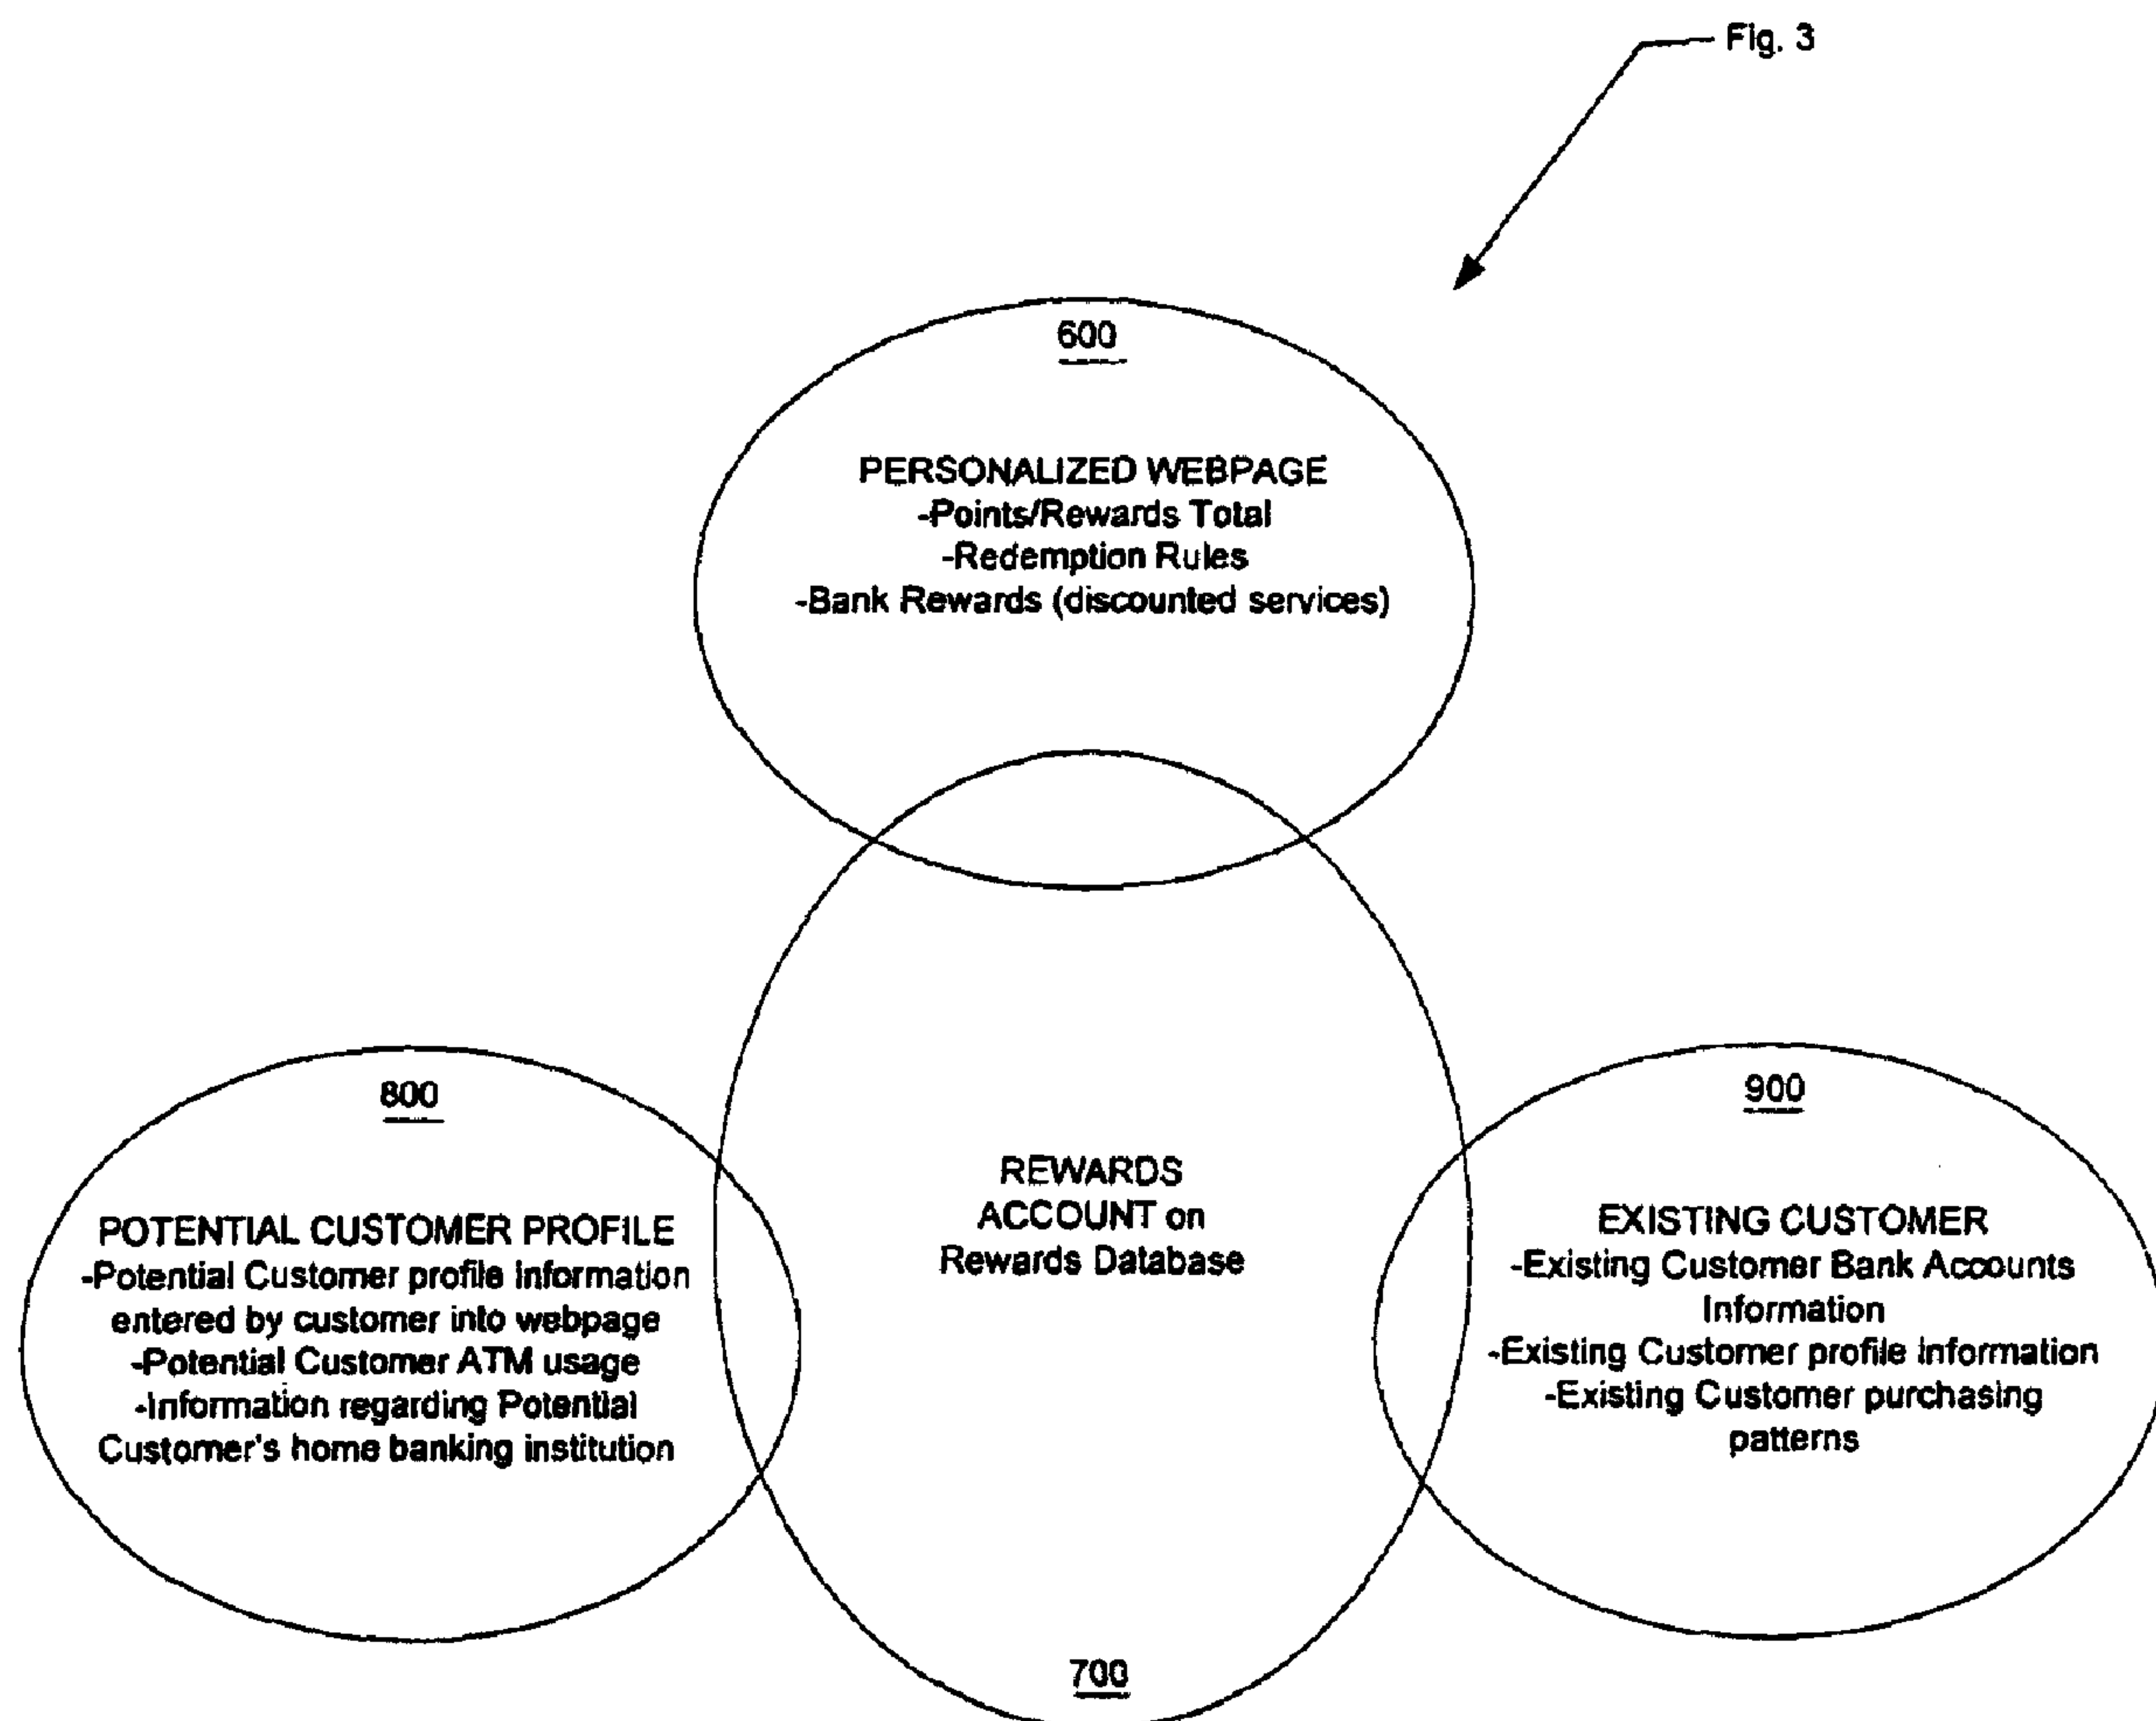 Fig. 3
600
PERSONALIZED WEBPAGE
-Points/Rewards Total
-Redemption Rules
-Bank Rewards (discounted services)
800
POTENTIAL CUSTOMER PROFILE
-Potential Customer profile information
entered by customer into webpage
-Potential Customer ATM usage
-Information regarding Potential
Customer's home banking institution
REWARDS
ACCOUNT on
Rewards Database
700
900
EXISTING CUSTOMER
-Existing Customer Bank Accounts
Information
-Existing Customer profile information
-Existing Customer purchasing
patterns